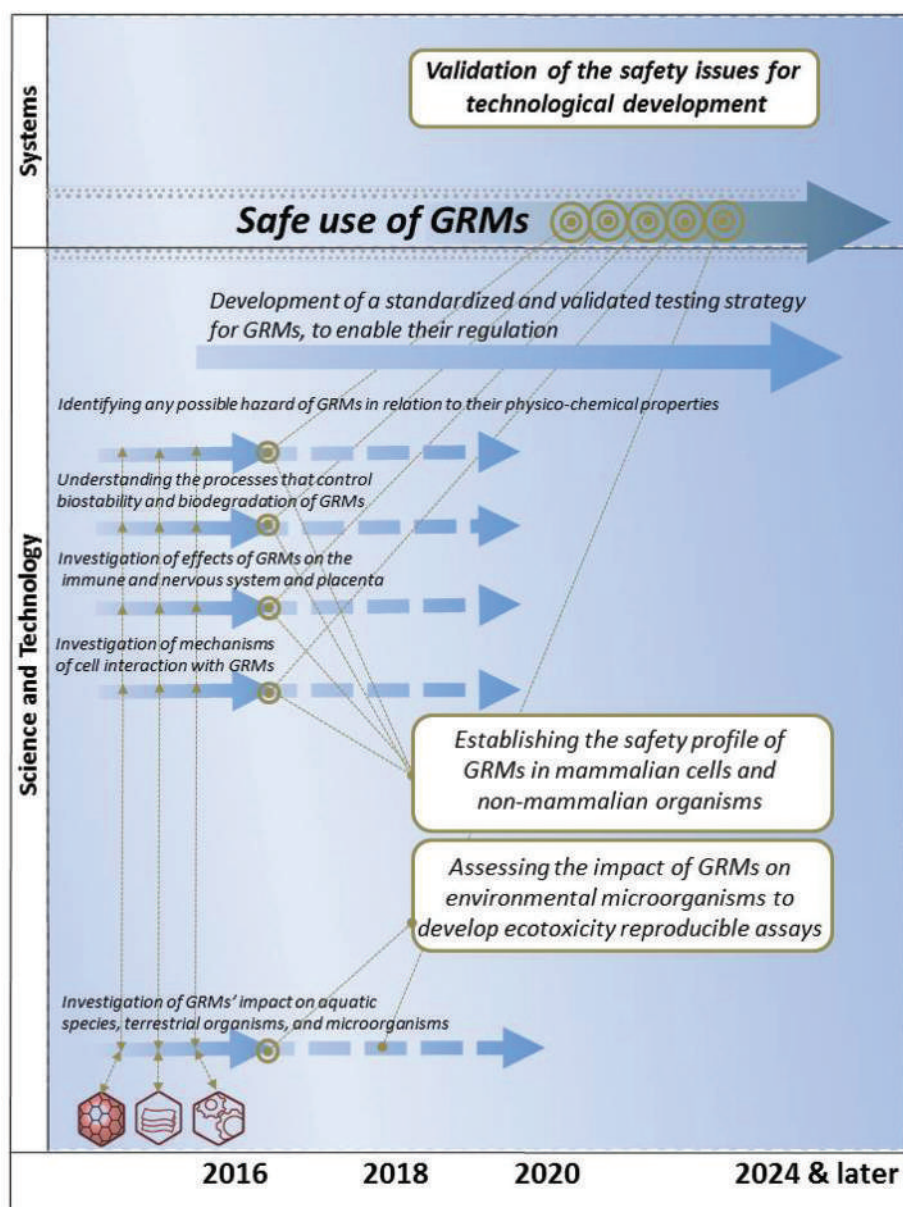 Systems
Validation of the safety issues for
technological development
Safe use of GRMs
Science and Technology
Development of a standardized and validated testing strategy
for GRMs, to enable their regulation
Identifying any possible hazard of GRMs in relation to their physico-chemical properties
Understanding the processes that control
biostability and biodegradation of GRMs
Investigation of effects of GRMs on the
immune and nervous system and placenta
Investigation of mechanisms
of cell interaction with GRMs
Establishing the safety profile of
GRMs in mammalian cells and
non-mammalian organisms
Assessing the impact of GRMs on
environmental microorganisms to
develop ecotoxicity reproducible assays
Investigation of GRMs' impact on aquatic
species, terrestrial organisms, and microorganisms
2016 2018 2020 2024 & later